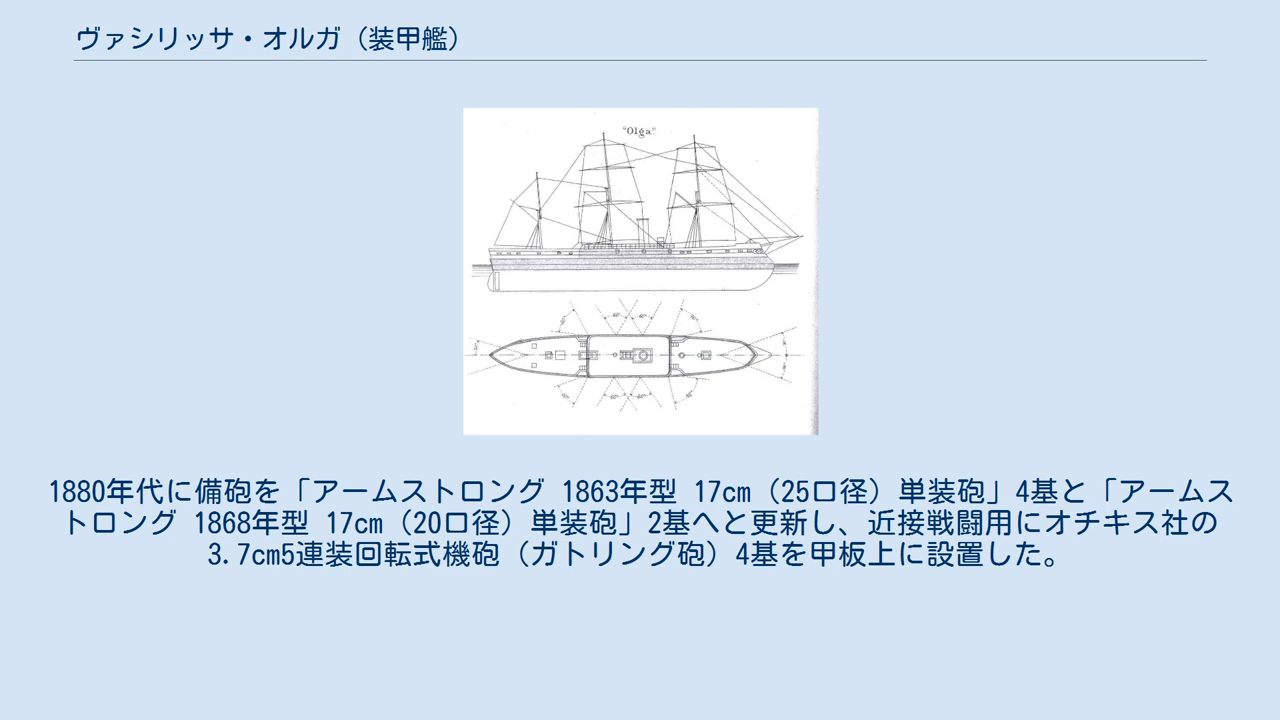 ヴァシリッサ・オルガ（装甲艦）
"Olga"
1880年代に備砲を「アームストロング 1863年型 17cm（25口径）単装砲」4基と「アームス
トロング 1868年型 17cm（20口径）単装砲」2基へと更新し、近接戦闘用にオチキス社の
3.7cm5連装回転式機砲（ガトリング砲）4基を甲板上に設置した。